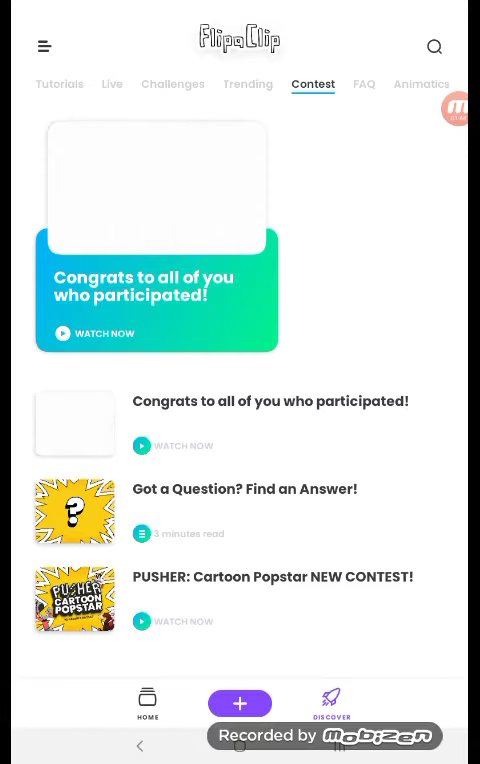 FlipaClip
Tutorials Live Challenges Trending Contest FAQ Animatics
01:54
Congrats to all of you
who participated!
WATCH NOW
Congrats to all of you who participated!
WATCH NOW
Got a Question? Find an Answer!
?
3 minutes read
PUSHER: Cartoon Popstar NEW CONTEST!
PUSHER
CARTOON
POPSTAR
WATCH NOW
HOME
DISCOVER
Recorded by Mobizen